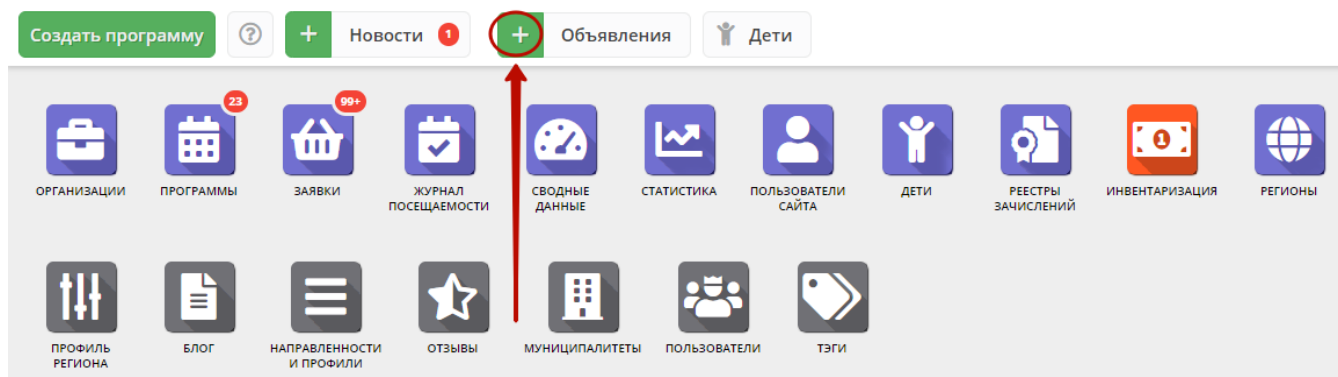 Создать программу ? + Новости 1 + Объявления Дети
23 99+
1
ОРГАНИЗАЦИИ ПРОГРАММЫ ЗАЯВКИ ЖУРНАЛ СВОДНЫЕ СТАТИСТИКА ПОЛЬЗОВАТЕЛИ ДЕТИ РЕЕСТРЫ ИНВЕНТАРИЗАЦИЯ РЕГИОНЫ
ПОСЕЩАЕМОСТИ ДАННЫЕ САЙТА ЗАЧИСЛЕНИЙ
ПРОФИЛЬ БЛОГ НАПРАВЛЕННОСТИ ОТЗЫВЫ МУНИЦИПАЛИТЕТЫ ПОЛЬЗОВАТЕЛИ ТЭГИ
РЕГИОНА И ПРОФИЛИ